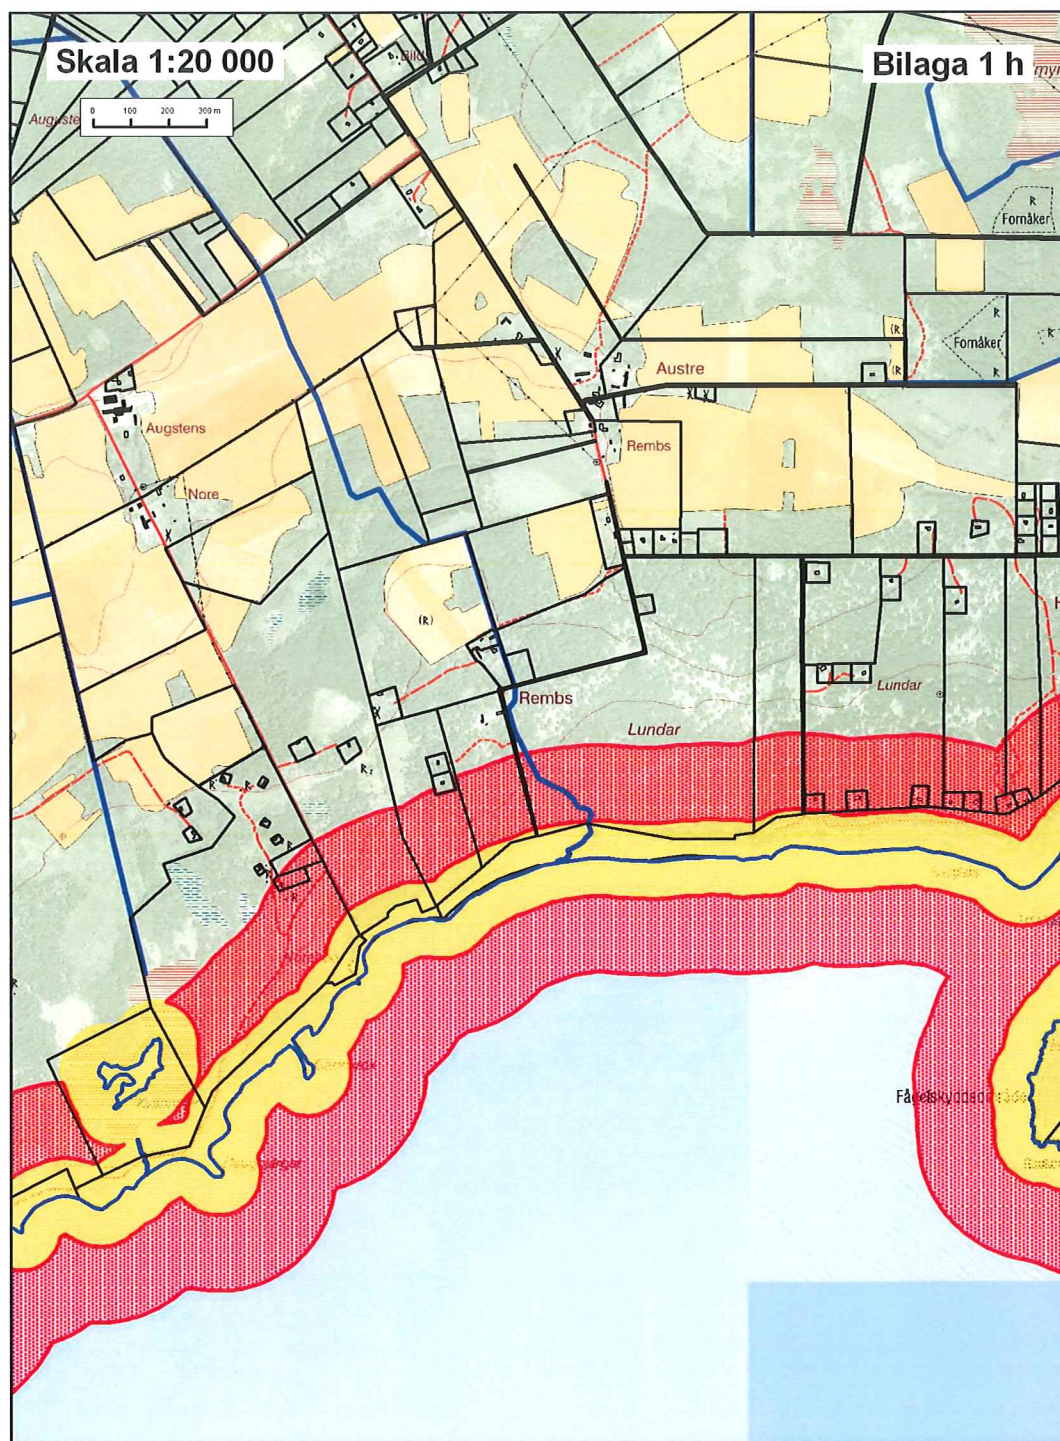 Skala 1:20 000
Bilaga 1 h
0 100 200 300 m
Bilds
R
Fornåker
Fornåker
R
R
R
(R)
(R)
Austre
Augstens
Rembs
Nore
(R)
Rembs
Lundar
Lundar
H
R
R
R
R
Fågelskyddsområde